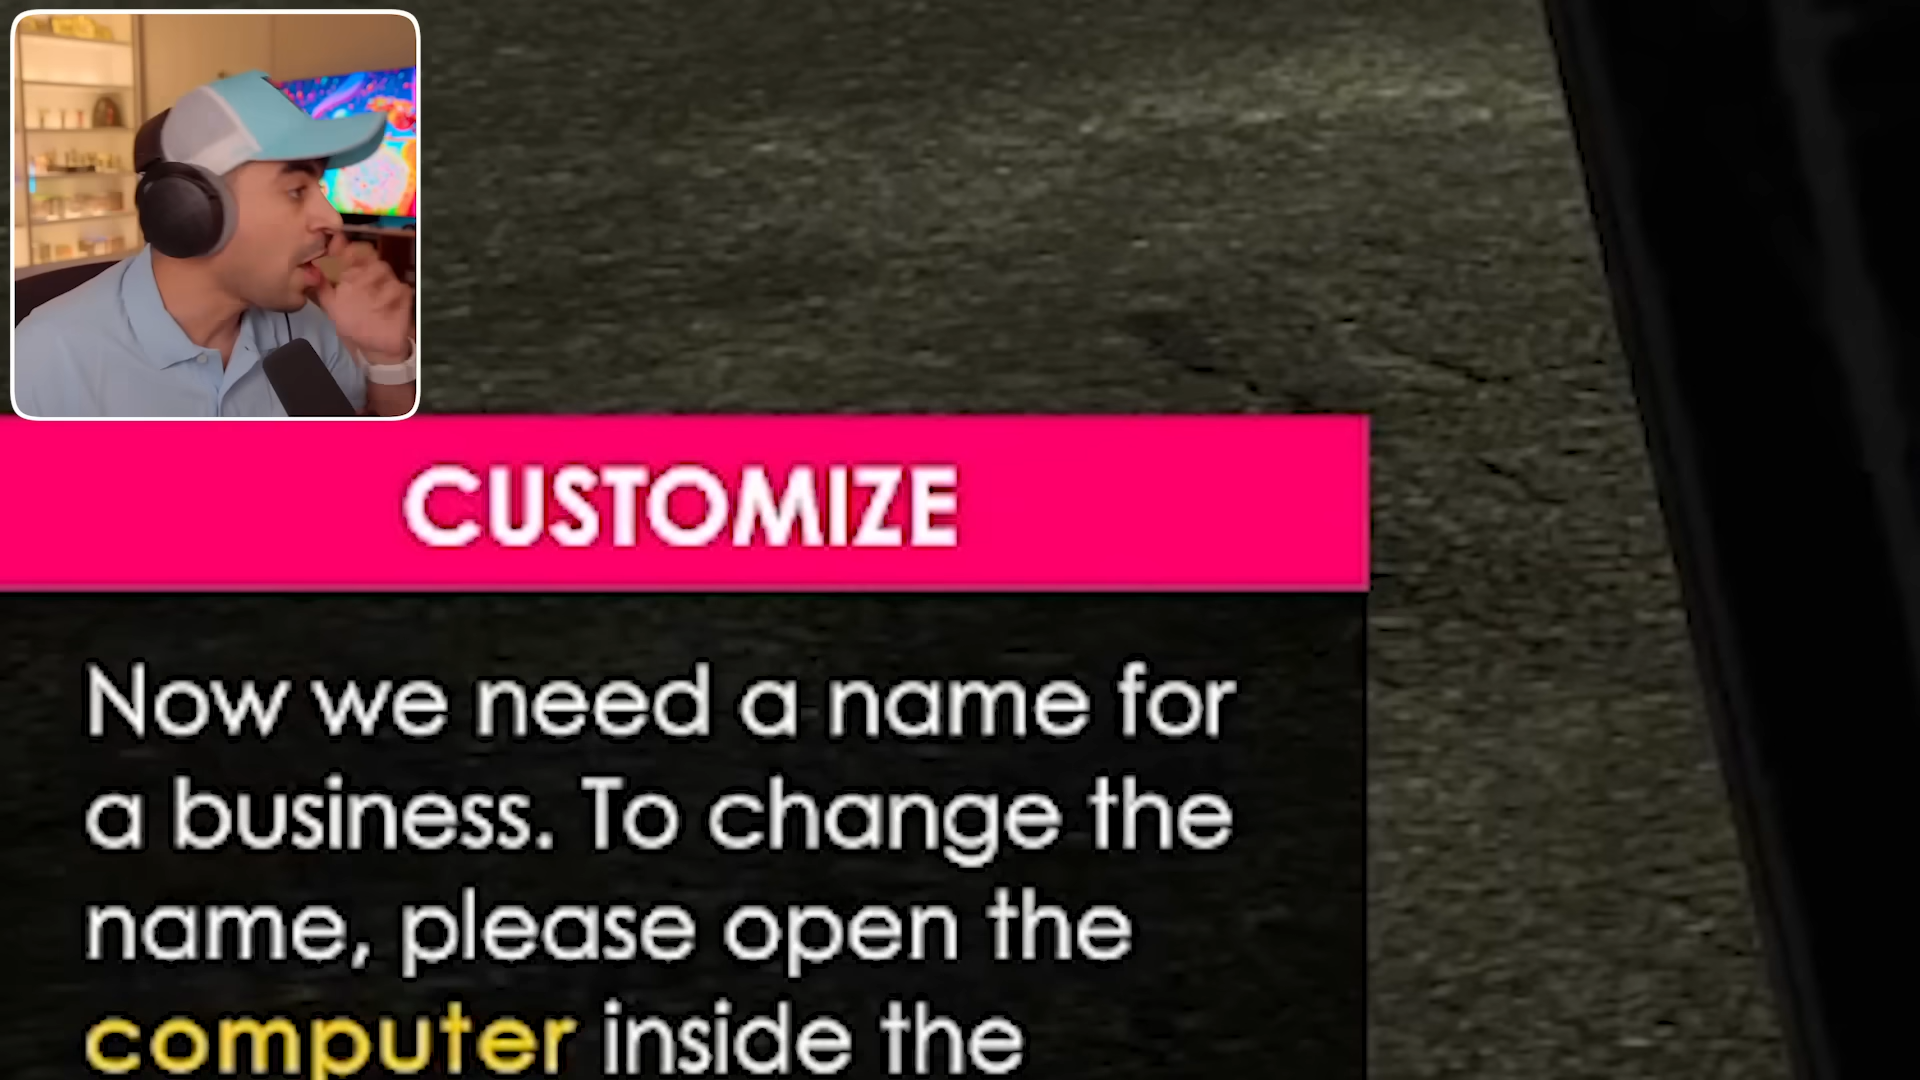 CUSTOMIZE
Now we need a name for
a business. To change the
name, please open the
computer inside the